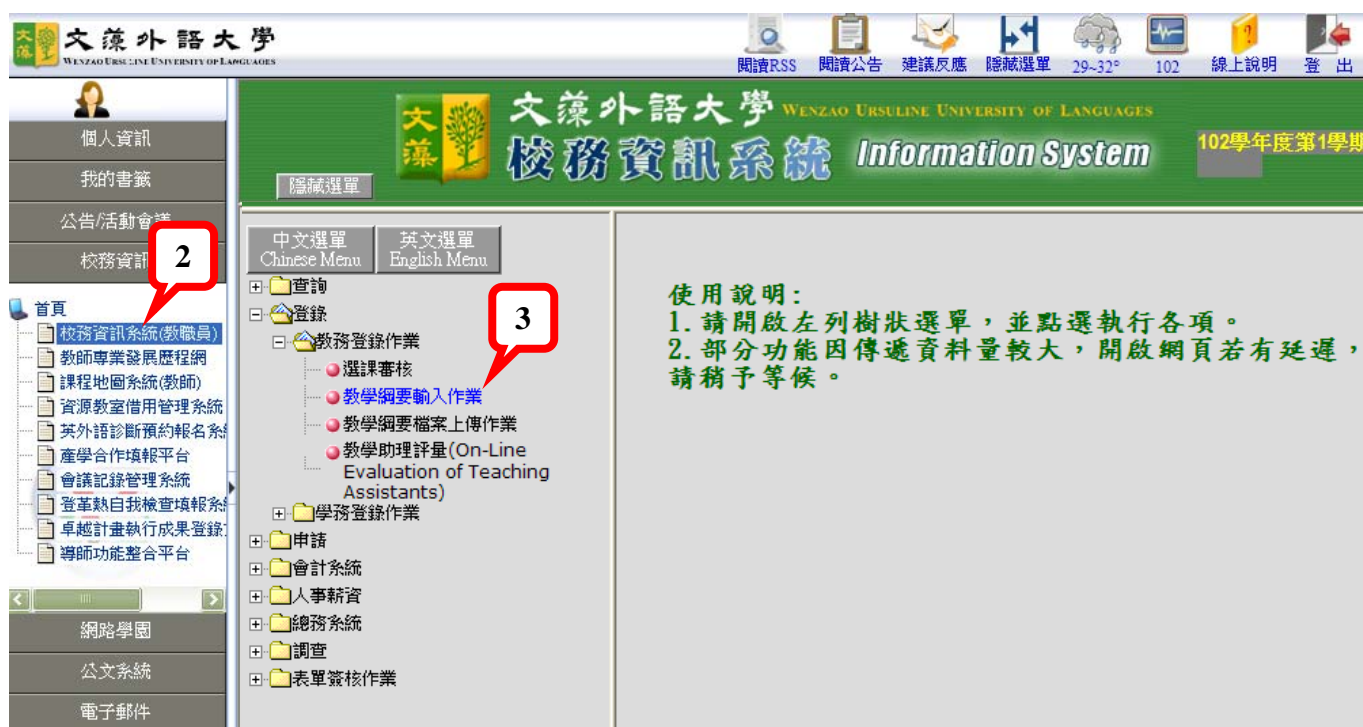 文藻
文藻外語大學
WENZAO URSULINE UNIVERSITY OF LANGUAGES
閱讀RSS
閱讀公告
建議反應
隱藏選單
29~32°
102
線上說明
登 出
個人資訊
我的書籤
公告/活動會議
校務資訊
2
首頁
校務資訊系統(教職員)
教師專業發展歷程網
課程地圖系統(教師)
資源教室借用管理系統
英外語診斷預約報名系統
產學合作填報平台
會議記錄管理系統
登革熱自我檢查填報系統
卓越計畫執行成果登錄
導師功能整合平台
網路學園
公文系統
電子郵件
文藻
文藻外語大學 WENZAO URSULINE UNIVERSITY OF LANGUAGES
校務資訊系統 Information System
102學年度第1學期
隱藏選單
中文選單
Chinese Menu
英文選單
English Menu
查詢
登錄
3
教務登錄作業
選課審核
教學綱要輸入作業
教學綱要檔案上傳作業
教學助理評量(On-Line
Evaluation of Teaching
Assistants)
學務登錄作業
申請
會計系統
人事薪資
總務系統
調查
表單簽核作業
使用說明:
1.請開啟左列樹狀選單，並點選執行各項。
2.部分功能因傳遞資料量較大，開啟網頁若有延遲，
請稍予等候。